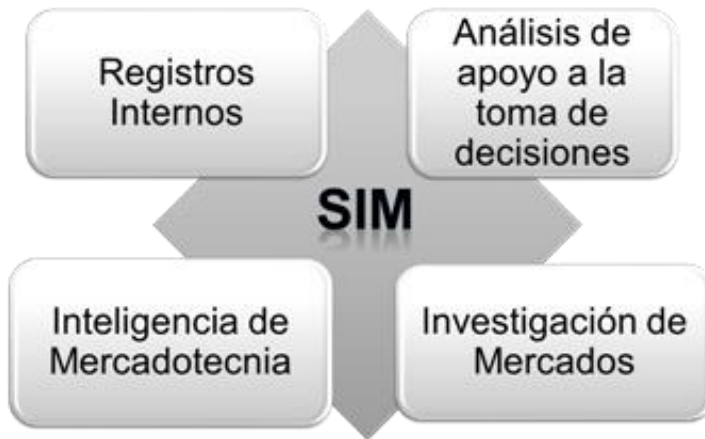 Registros
Internos
Análisis de
apoyo a la
toma de
decisiones
SIM
Inteligencia de
Mercadotecnia
Investigación de
Mercados